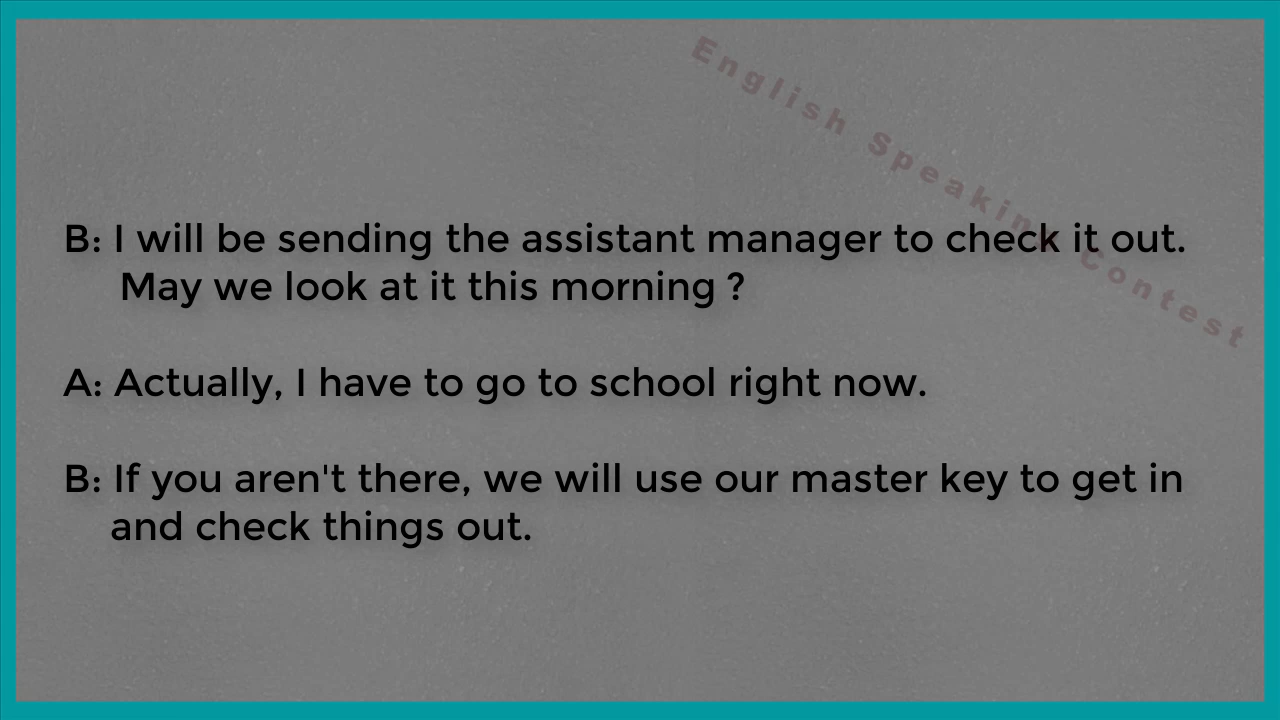 English Speaking Contest
B: I will be sending the assistant manager to check it out.
May we look at it this morning ?
A: Actually, I have to go to school right now.
B: If you aren't there, we will use our master key to get in
and check things out.